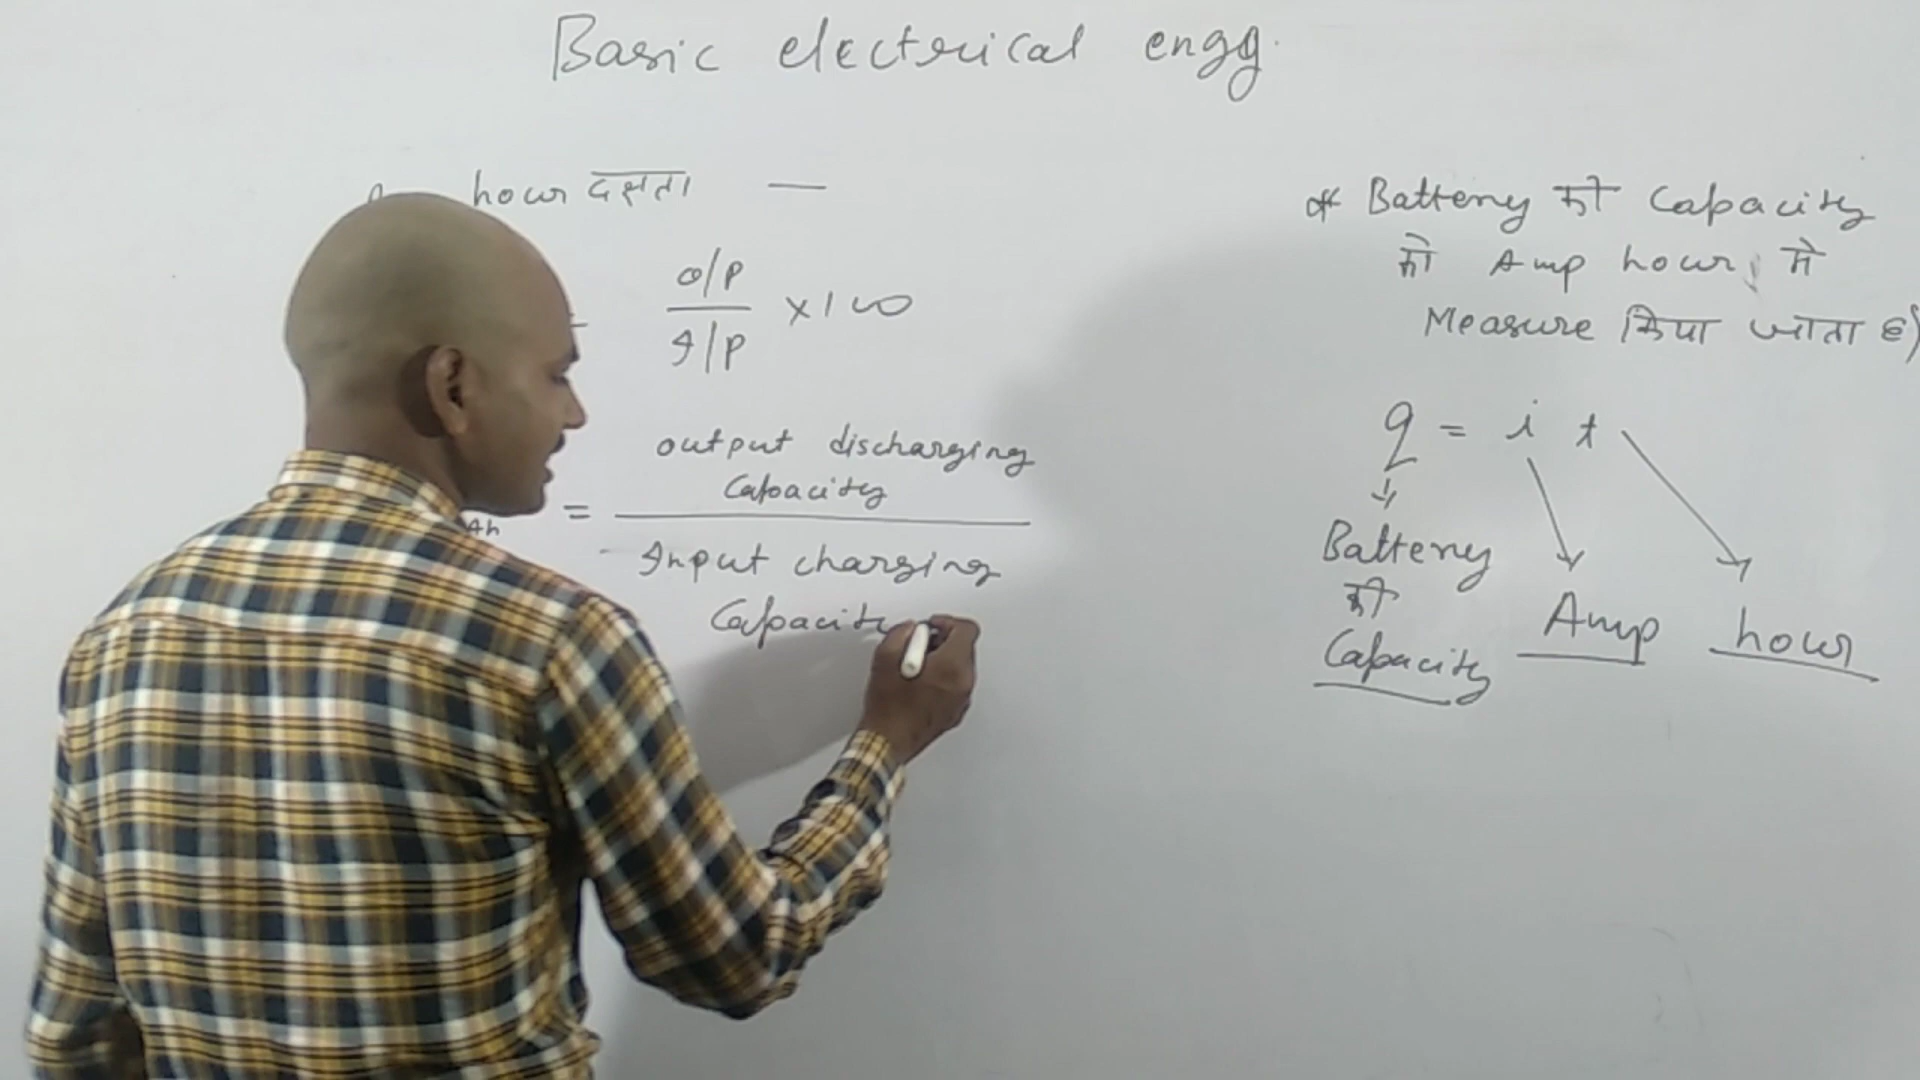 Basic electrical engg.
hour दक्षता —
= O/P / I/P ×100
Ah = output discharging
Capacity
Input charging
Capacity
* Battery की Capacity
को Amp hour में
Measure किया जाता है)
q = i t
Battery
की
Capacity
Amp hour